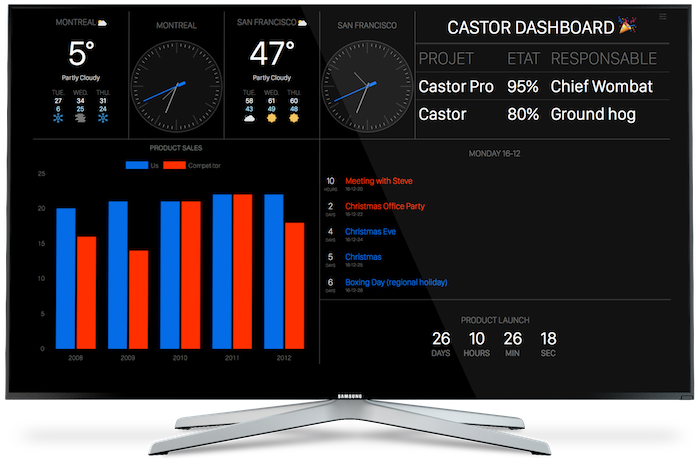 MONTREAL
5°
Partly Cloudy
TUE. WED. THU.
27 34 31
6 25 24
MONTREAL
SAN FRANCISCO
47°
Partly Cloudy
TUE. WED. THU.
58 61 60
43 49 48
SAN FRANCISCO
CASTOR DASHBOARD 🎉
PROJET ETAT RESPONSABLE
Castor Pro 95% Chief Wombat
Castor 80% Ground hog
PRODUCT SALES
Us Competitor
25
20
15
10
5
0
2008 2009 2010 2011 2012
MONDAY 16-12
10 Meeting with Steve
HOURS 16-12-22
2 Christmas Office Party
DAYS 16-12-23
4 Christmas Eve
DAYS 16-12-24
5 Christmas
DAYS 16-12-25
6 Boxing Day (regional holiday)
DAYS 16-12-26
PRODUCT LAUNCH
26 10 26 18
DAYS HOURS MIN SEC
SAMSUNG